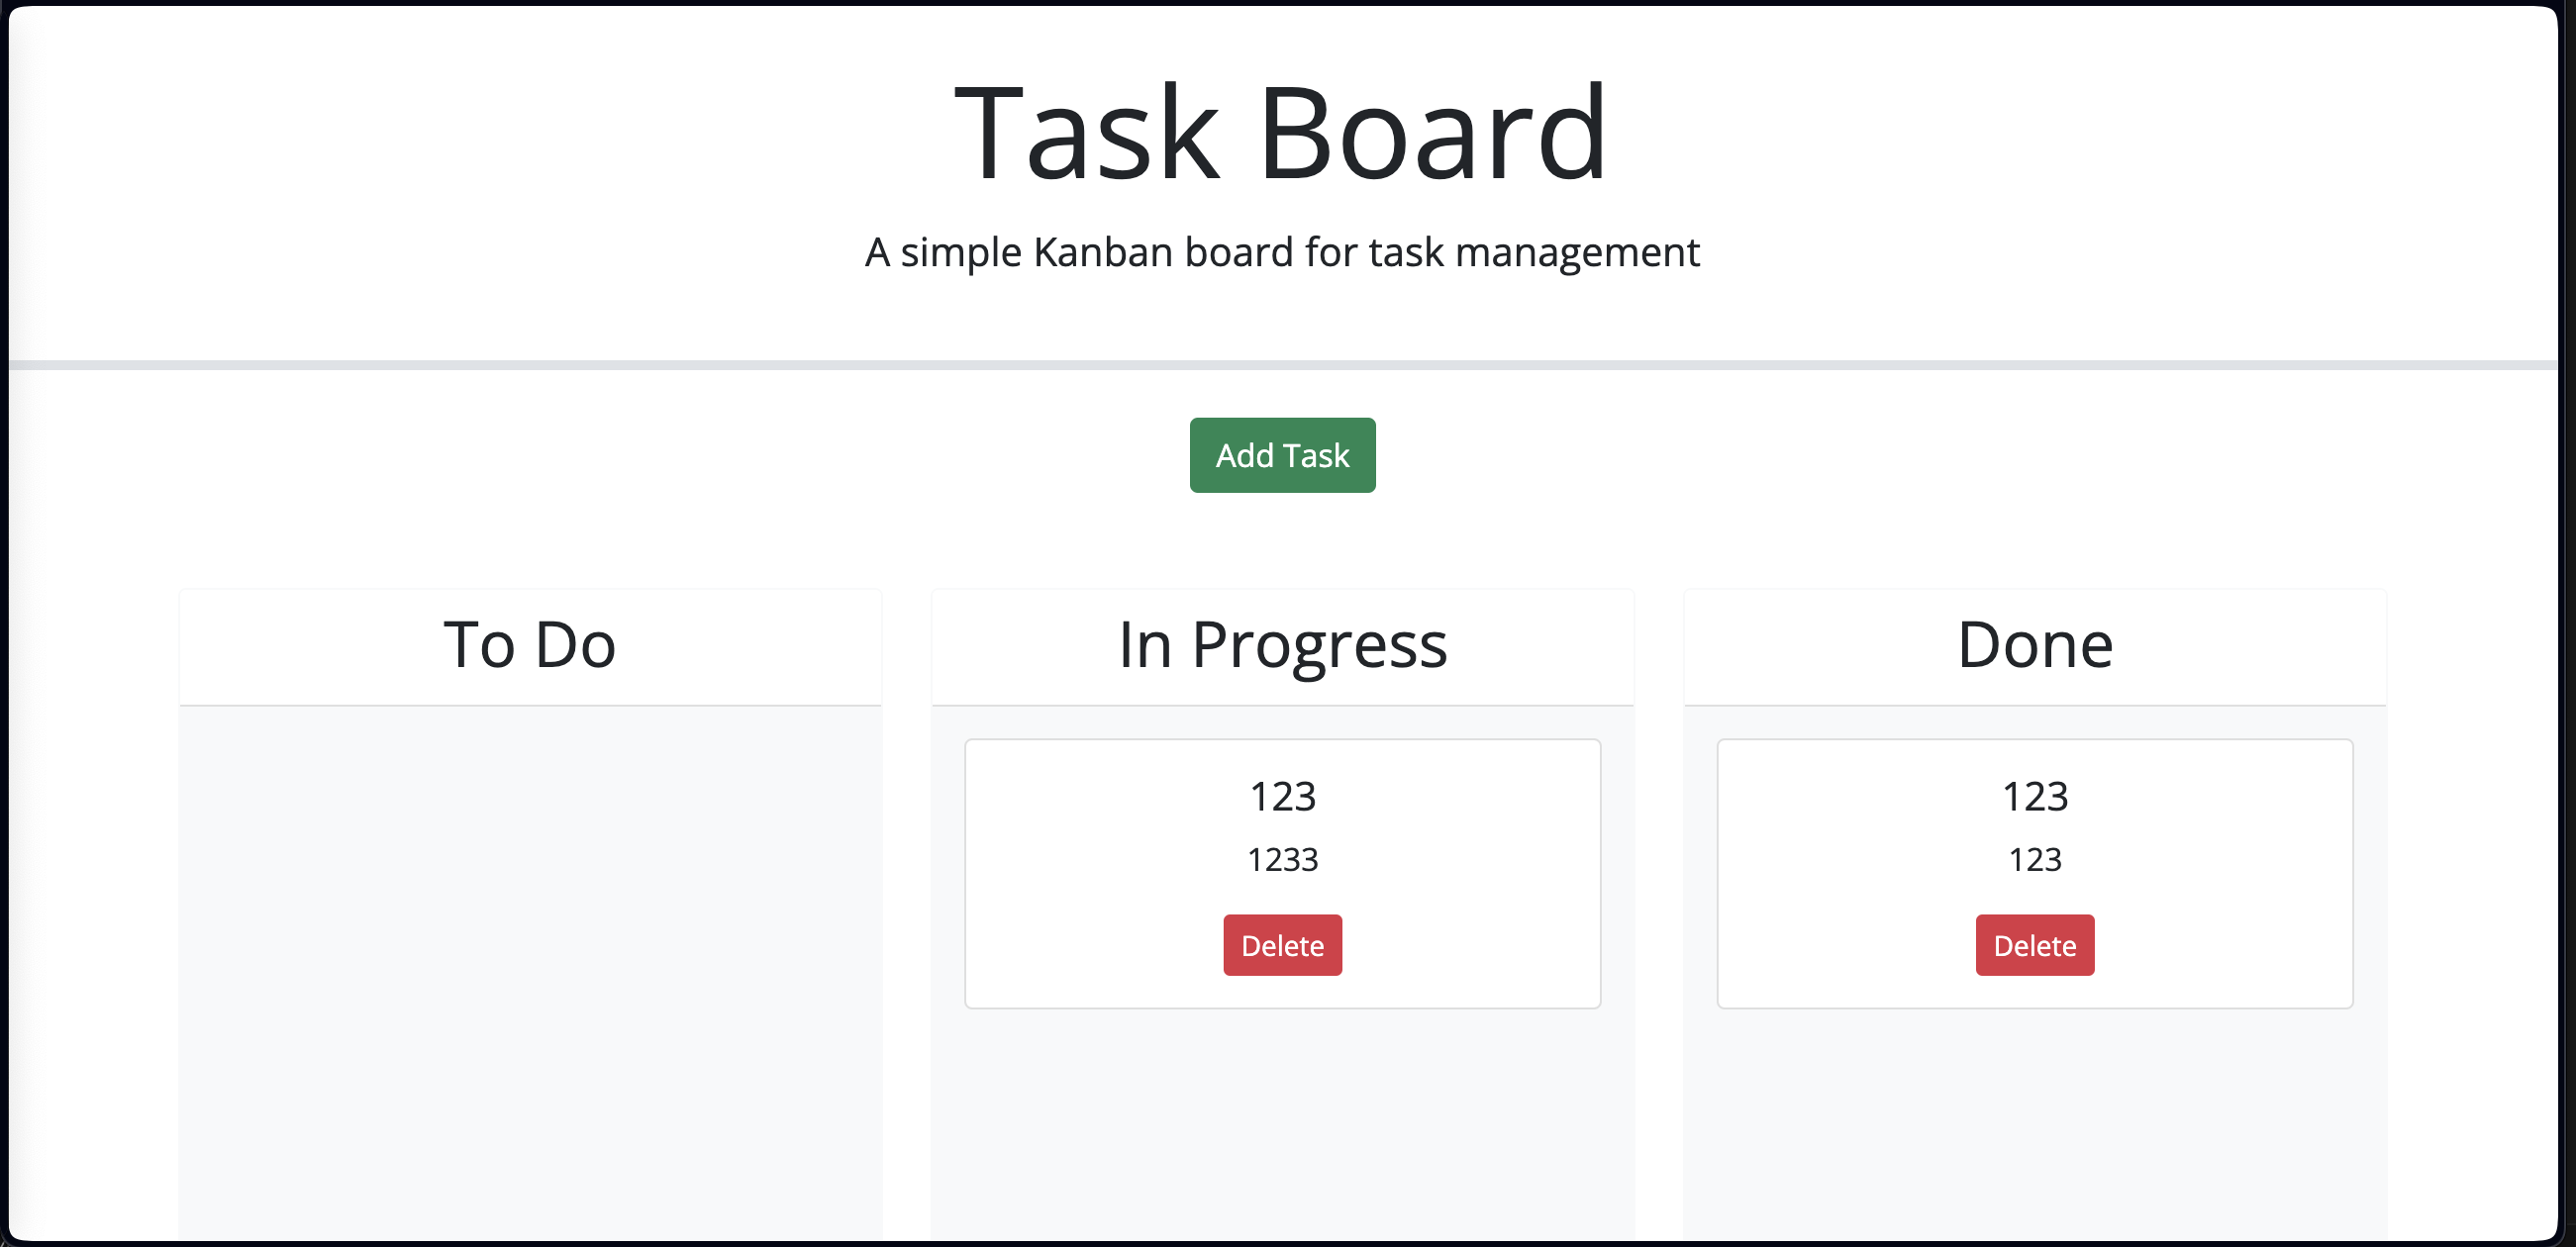 Task Board
A simple Kanban board for task management
Add Task
To Do
In Progress
123
1233
Delete
Done
123
123
Delete